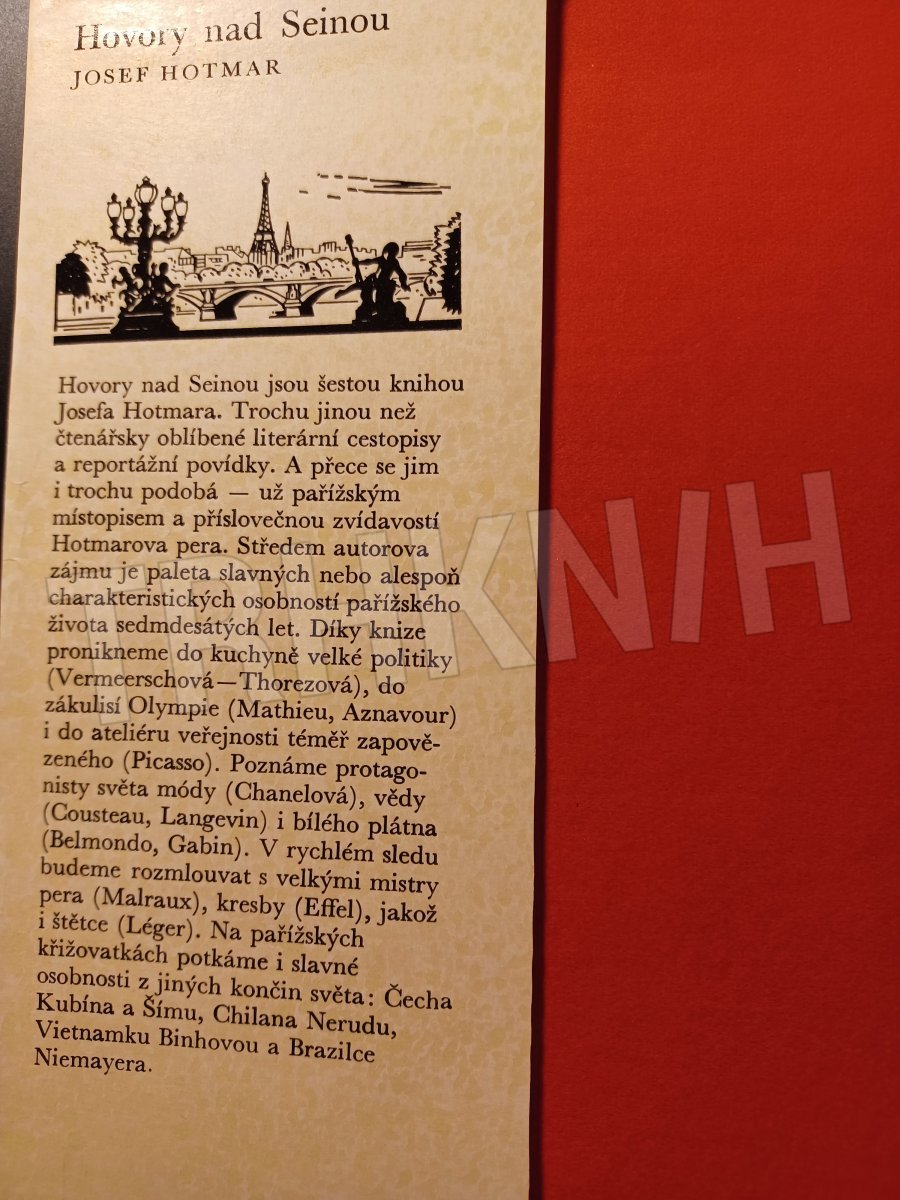 Hovory nad Seinou
JOSEF HOTMAR
Hovory nad Seinou jsou šestou knihou
Josefa Hotmara. Trochu jinou než
čtenářsky oblíbené literární cestopisy
a reportážní povídky. A přece se jim
i trochu podobá — už pařížským
místopisem a příslovečnou zvídavostí
Hotmarova pera. Středem autorova
zájmu je paleta slavných nebo alespoň
charakteristických osobností pařížského
života sedmdesátých let. Díky knize
pronikneme do kuchyně velké politiky
(Vermeerschová—Thorezová), do
zákulisí Olympie (Mathieu, Aznavour)
i do ateliéru veřejnosti téměř zapově-
zeného (Picasso). Poznáme protago-
nisty světa módy (Chanelová), vědy
(Cousteau, Langevin) i bílého plátna
(Belmondo, Gabin). V rychlém sledu
budeme rozmlouvat s velkými mistry
pera (Malraux), kresby (Effel), jakož
i štětce (Léger). Na pařížských
křižovatkách potkáme i slavné
osobnosti z jiných končin světa: Čecha
Kubína a Šímu, Chilana Nerudu,
Vietnamku Binhovou a Brazilce
Niemayera.